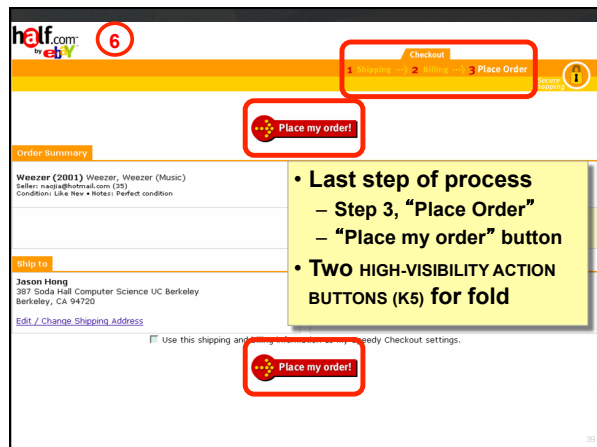 half.com
by ebY
6
Checkout
1 Shipping 2 Billing 3 Place Order
Secure
Shopping
Place my order!
Order Summary
Weezer (2001) Weezer, Weezer (Music)
Seller: naojia@hotmail.com (35)
Condition: Like New • Notes: Perfect condition
• Last step of process
– Step 3, “Place Order”
– “Place my order” button
• Two HIGH-VISIBILITY ACTION
BUTTONS (K5) for fold
Ship to
Jason Hong
387 Soda Hall Computer Science UC Berkeley
Berkeley, CA 94720
Edit / Change Shipping Address
Use this shipping and billing information as my Speedy Checkout settings.
Place my order!
39